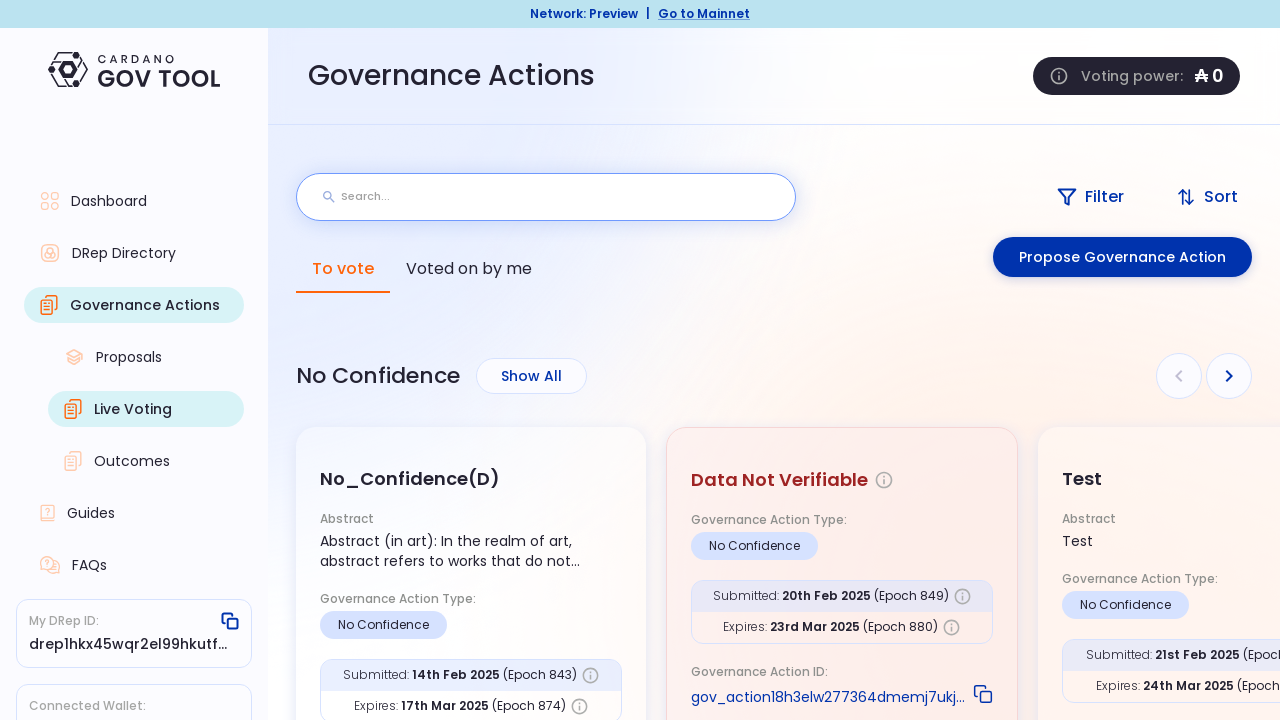 Network: Preview | Go to Mainnet
CARDANO
GOV TOOL
Governance Actions
Voting power: ₳ 0
Dashboard
DRep Directory
Governance Actions
Proposals
Live Voting
Outcomes
Guides
FAQs
My DRep ID:
drep1hkx45wqr2el99hkutf...
Connected Wallet:
Search...
Filter
Sort
To vote
Voted on by me
Propose Governance Action
No Confidence
Show All
No_Confidence(D)
Abstract
Abstract (in art): In the realm of art,
abstract refers to works that do not...
Governance Action Type:
No Confidence
Submitted: 14th Feb 2025 (Epoch 843)
Expires: 17th Mar 2025 (Epoch 874)
Data Not Verifiable
Governance Action Type:
No Confidence
Submitted: 20th Feb 2025 (Epoch 849)
Expires: 23rd Mar 2025 (Epoch 880)
Governance Action ID:
gov_action18h3elw277364dmemj7ukj...
Test
Abstract
Test
Governance Action Type:
No Confidence
Submitted: 21st Feb 2025 (Epoch
Expires: 24th Mar 2025 (Epoch